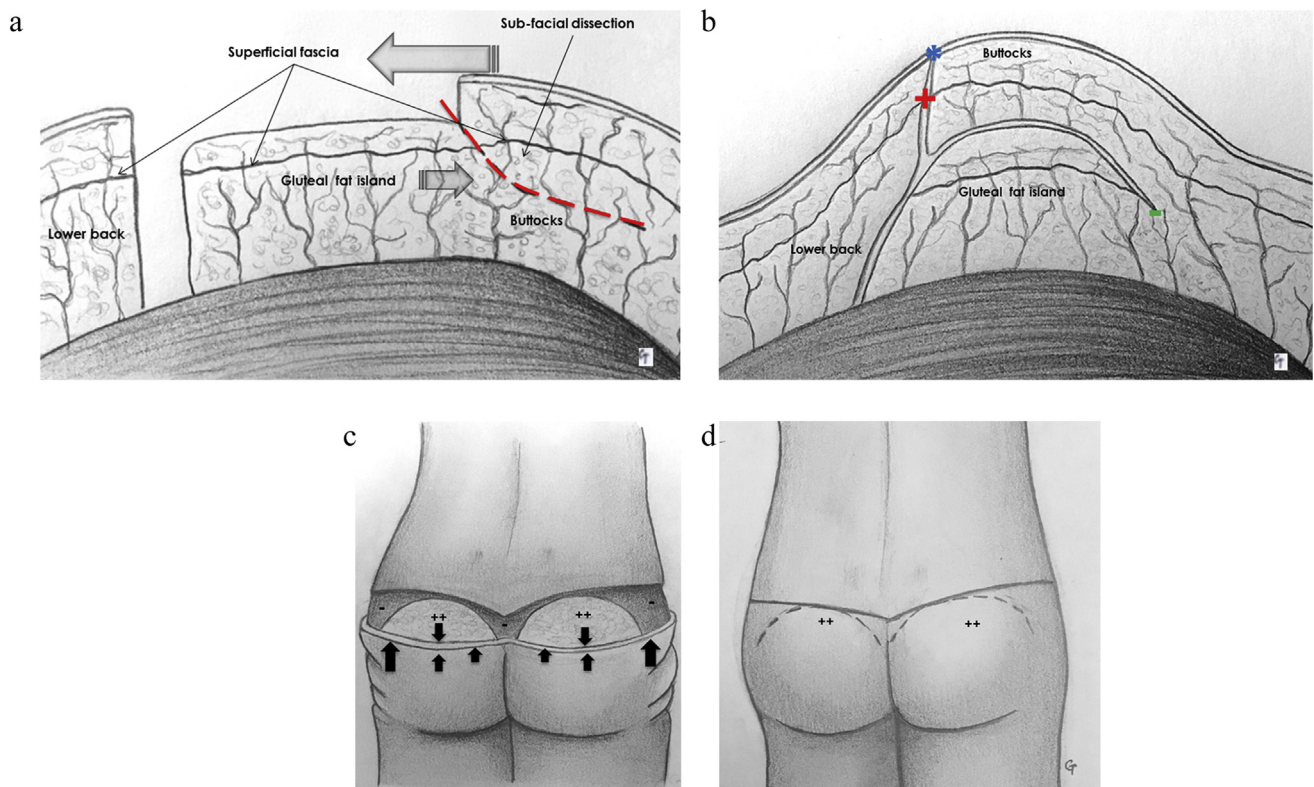 a
Sub-facial dissection
Superficial fascia
Gluteal fat island
Buttocks
Lower back
b
Buttocks
Gluteal fat island
Lower back
c
++
++
-
-
-
d
++
++